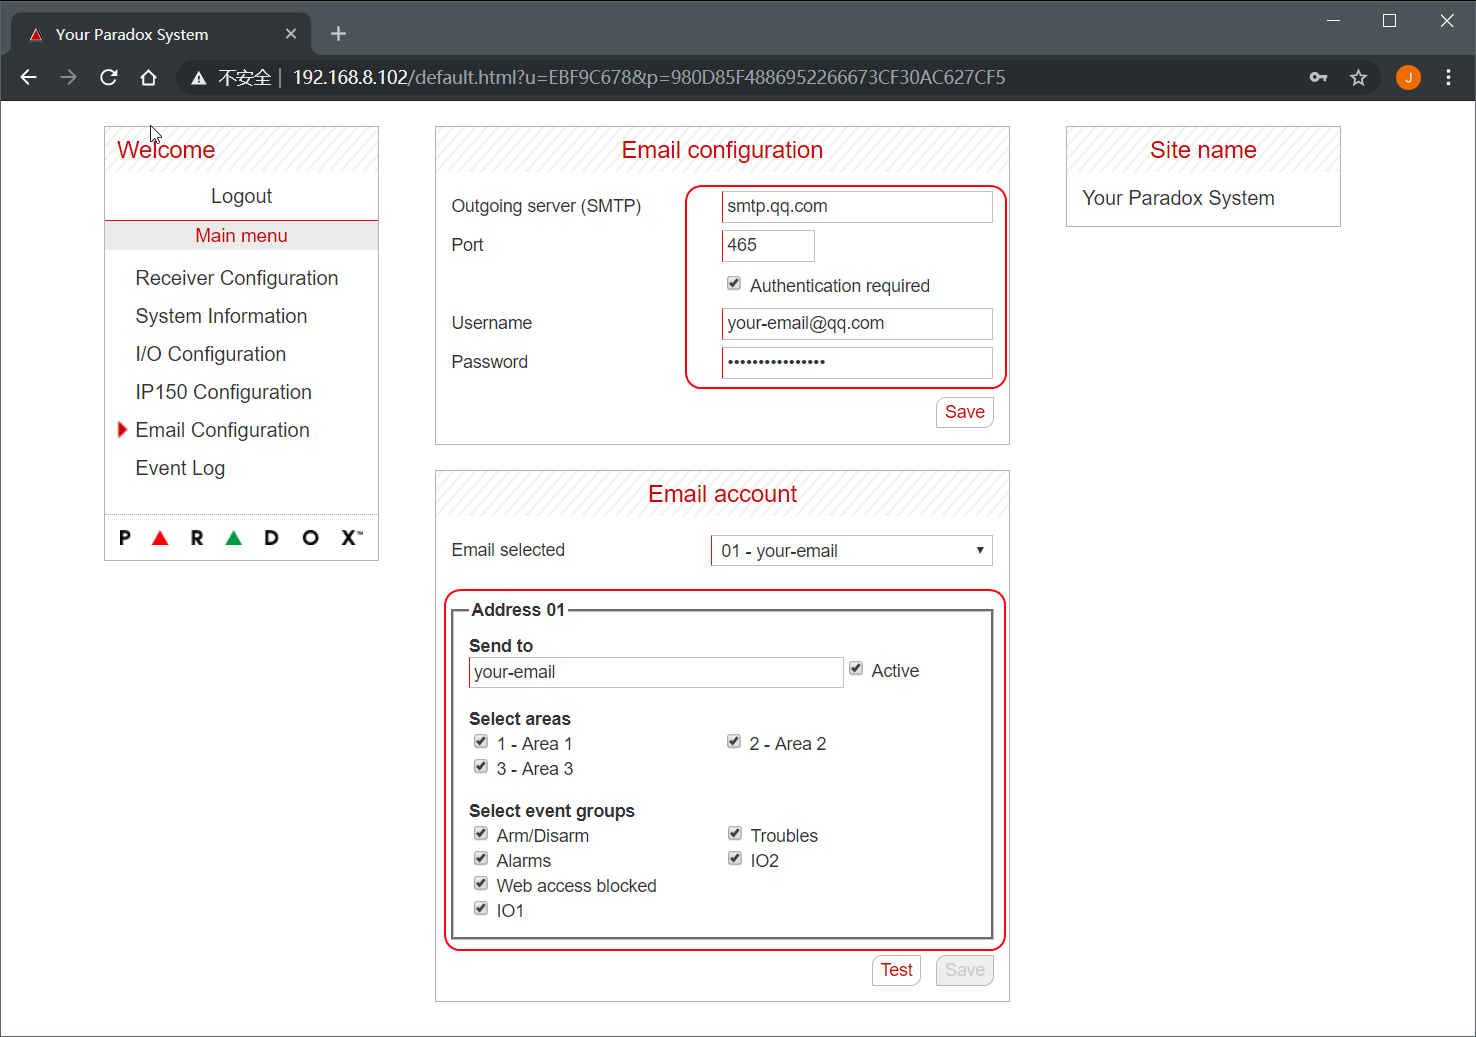 Your Paradox System
不安全 | 192.168.8.102/default.html?u=EBF9C678&p=980D85F4886952266673CF30AC627CF5
J
Welcome
Logout
Main menu
Receiver Configuration
System Information
I/O Configuration
IP150 Configuration
Email Configuration
Event Log
P A R A D O X™
Email configuration
Outgoing server (SMTP) smtp.qq.com
Port 465
Authentication required
Username your-email@qq.com
Password ••••••••••••••••
Save
Email account
Email selected 01 - your-email
Address 01
Send to
your-email Active
Select areas
1 - Area 1 2 - Area 2
3 - Area 3
Select event groups
Arm/Disarm Troubles
Alarms IO2
Web access blocked
IO1
Test Save
Site name
Your Paradox System